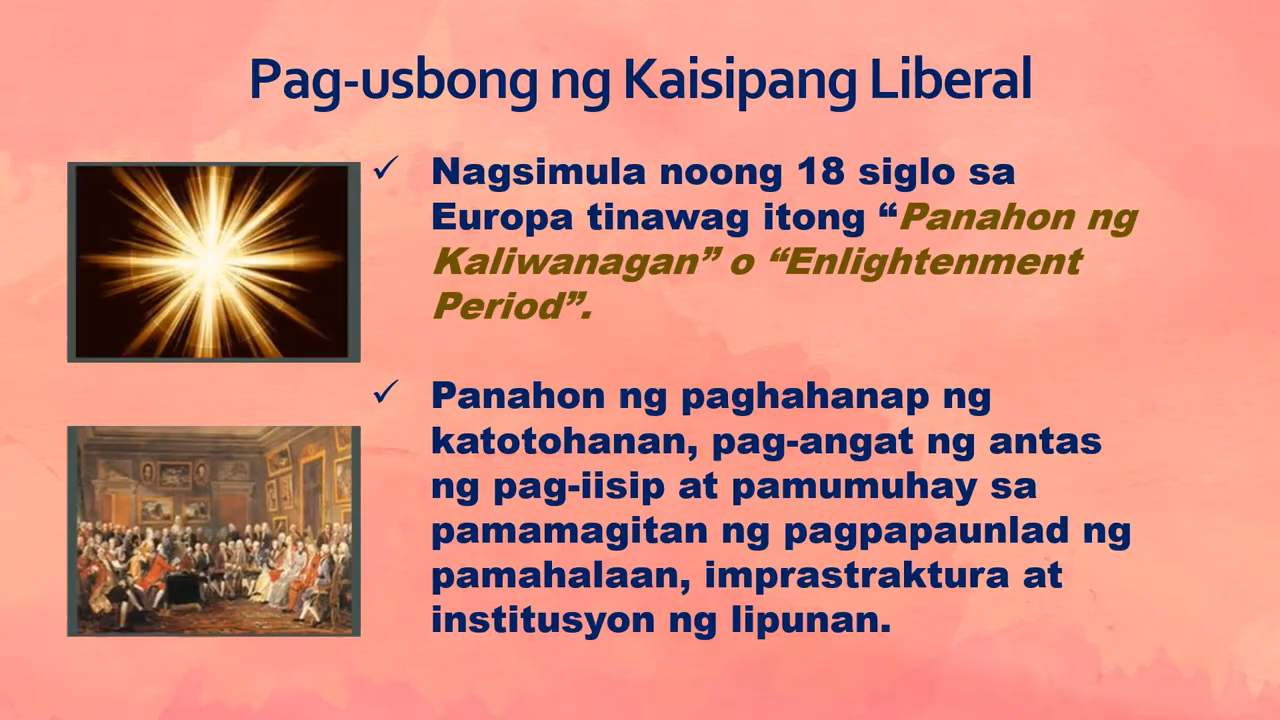 Pag-usbong ng Kaisipang Liberal
✓ Nagsimula noong 18 siglo sa
Europa tinawag itong “Panahon ng
Kaliwanagan” o “Enlightenment
Period”.
✓ Panahon ng paghahanap ng
katotohanan, pag-angat ng antas
ng pag-iisip at pamumuhay sa
pamamagitan ng pagpapaunlad ng
pamahalaan, imprastraktura at
institusyon ng lipunan.